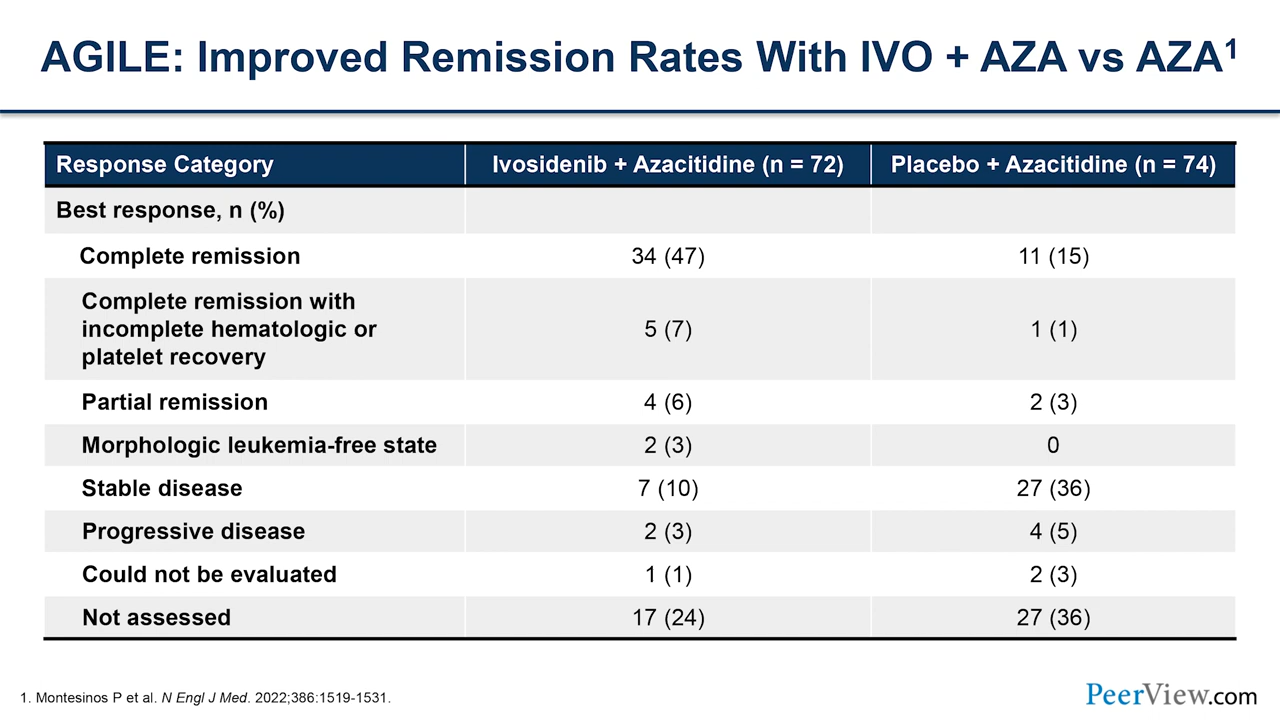 AGILE: Improved Remission Rates With IVO + AZA vs AZA1
Response Category Ivosidenib + Azacitidine (n = 72) Placebo + Azacitidine (n = 74)
Best response, n (%)
Complete remission 34 (47) 11 (15)
Complete remission with
incomplete hematologic or
platelet recovery 5 (7) 1 (1)
Partial remission 4 (6) 2 (3)
Morphologic leukemia-free state 2 (3) 0
Stable disease 7 (10) 27 (36)
Progressive disease 2 (3) 4 (5)
Could not be evaluated 1 (1) 2 (3)
Not assessed 17 (24) 27 (36)
1. Montesinos P et al. N Engl J Med. 2022;386:1519-1531.
PeerView.com